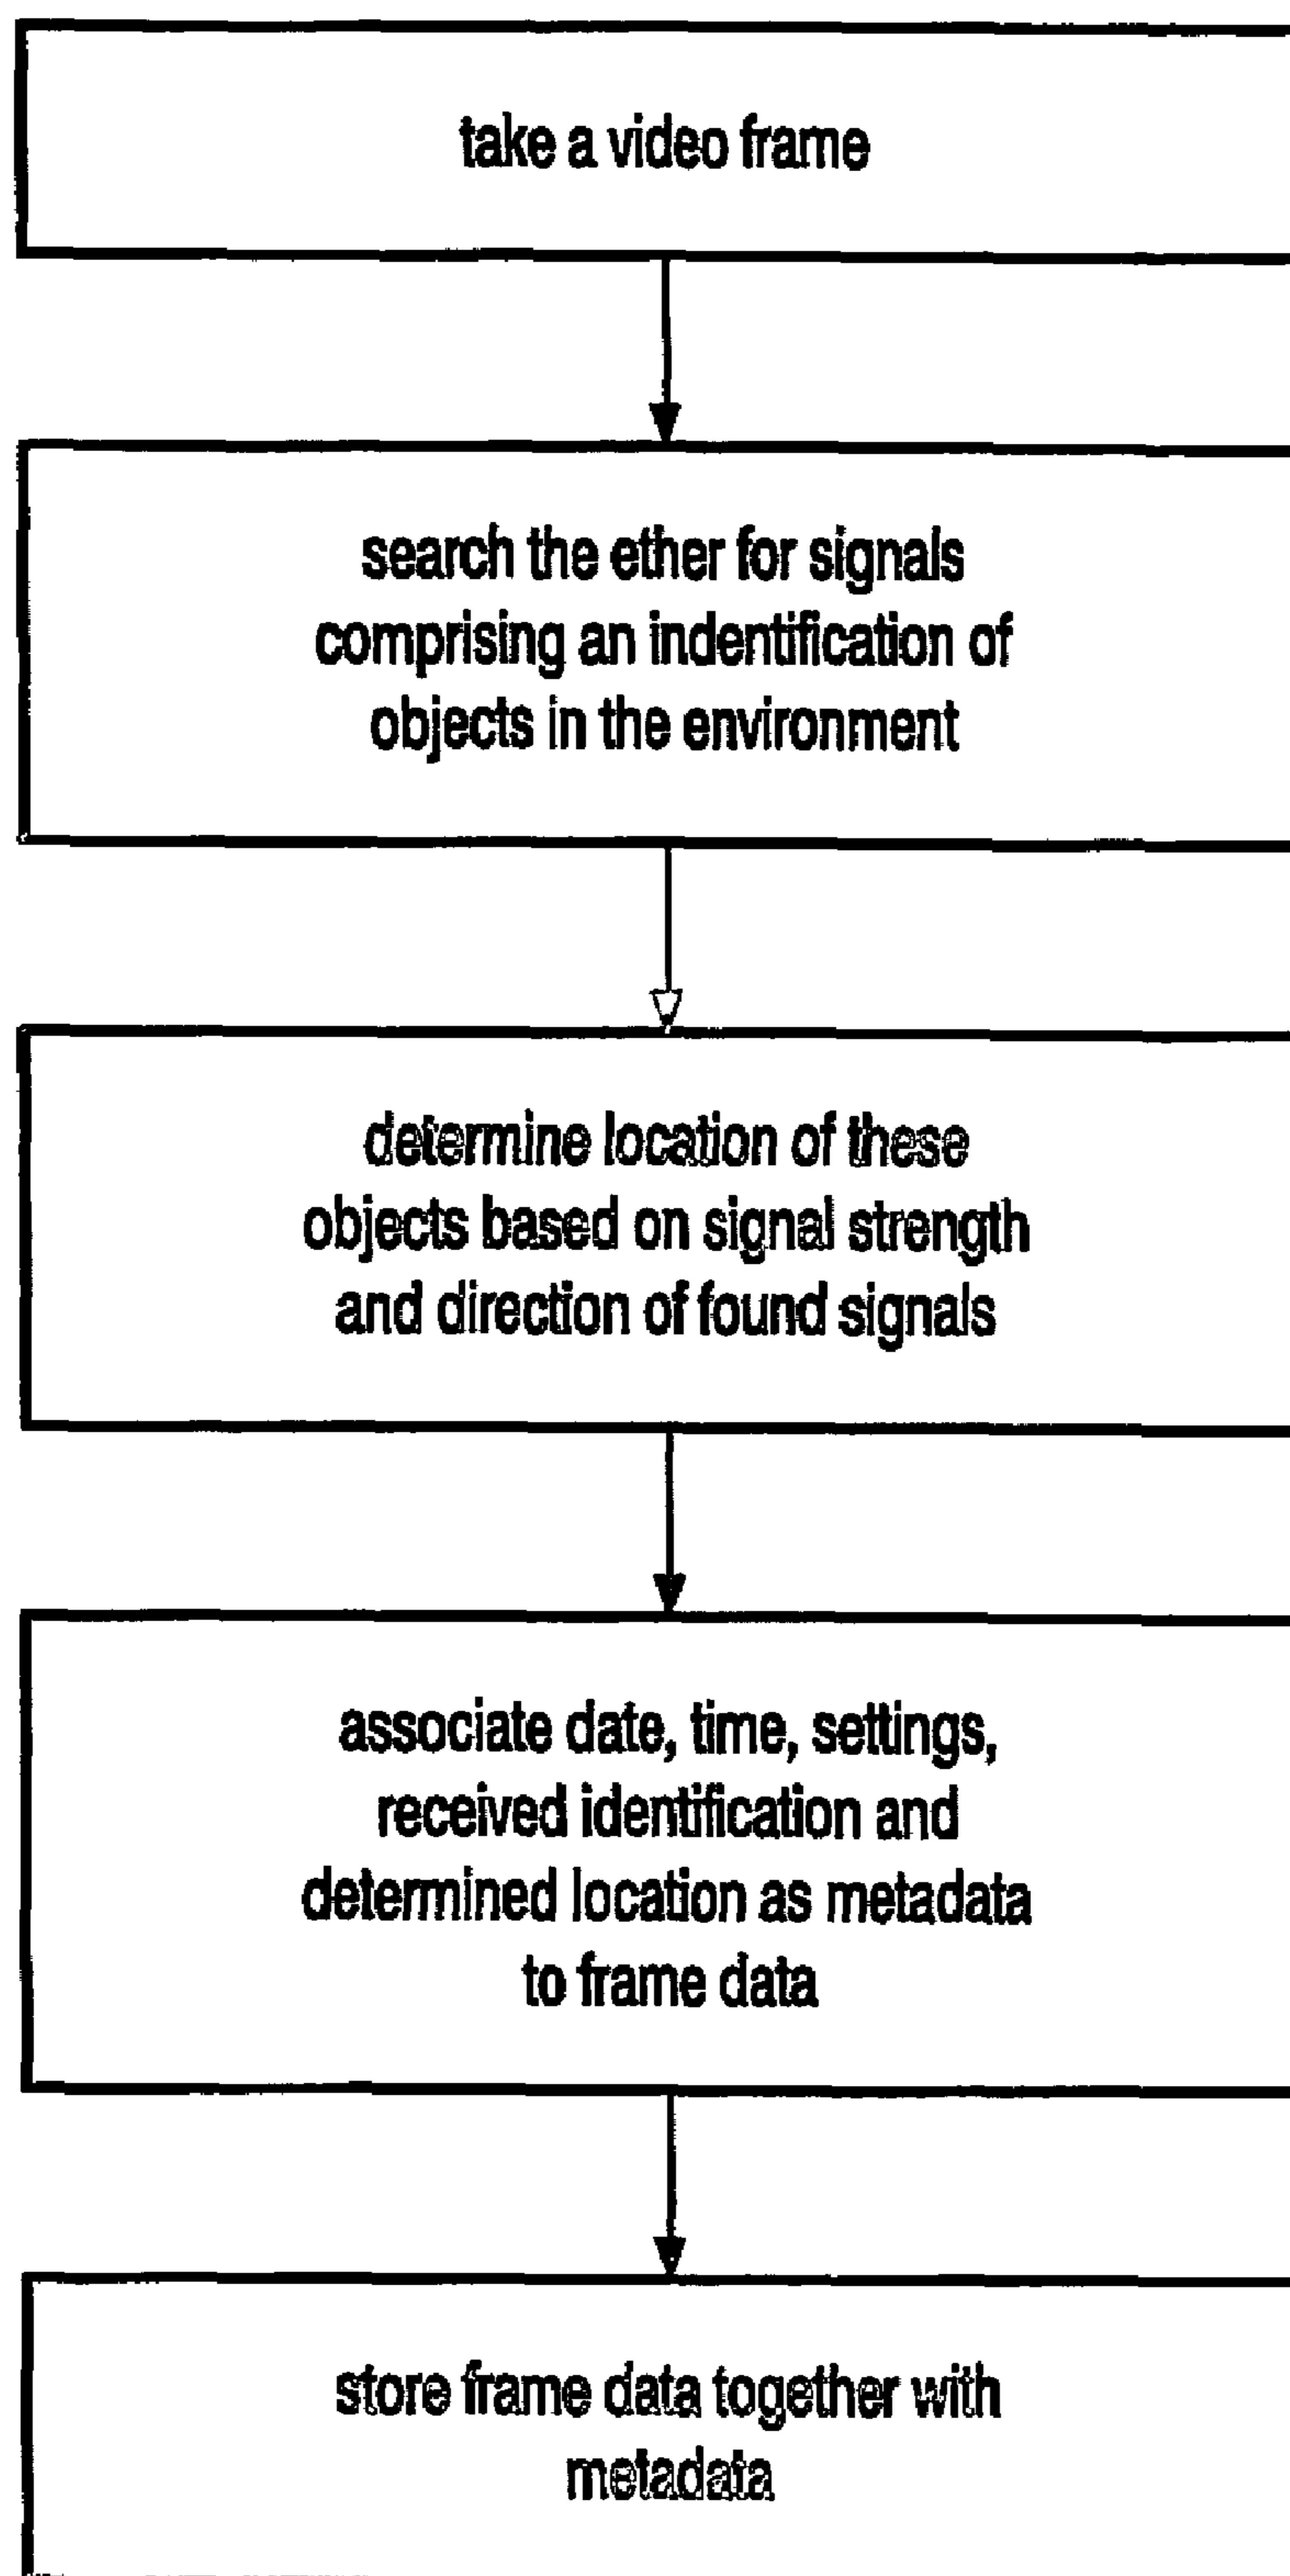 take a video frame
search the ether for signals
comprising an indentification of
objects in the environment
determine location of these
objects based on signal strength
and direction of found signals
associate date, time, settings,
received identification and
determined location as metadata
to frame data
store frame data together with
metadata